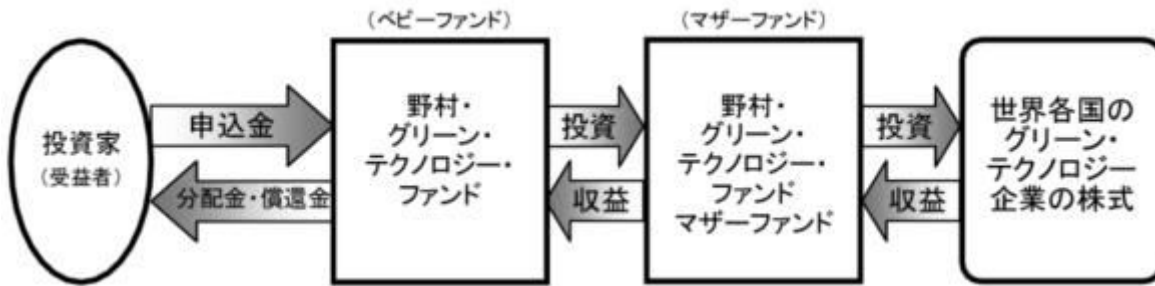 (ベビーファンド)
(マザーファンド)
投資家
(受益者)
申込金
分配金・償還金
野村・
グリーン・
テクノロジー・
ファンド
投資
収益
野村・
グリーン・
テクノロジー・
ファンド
マザーファンド
投資
収益
世界各国の
グリーン・
テクノロジー
企業の株式